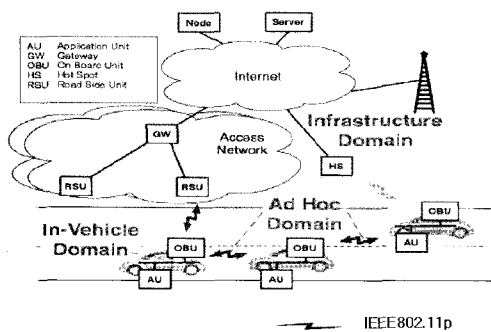 Node
Server
AU Application Unit
GW Gateway
OBU On Board Unit
HS Hot Spot
RSU Road Side Unit
Internet
Infrastructure
Domain
GW
Access
Network
HS
RSU
RSU
Ad Hoc
Domain
In-Vehicle
Domain
OBU
OBU
OBU
AU
AU
AU
IEEE802.11p